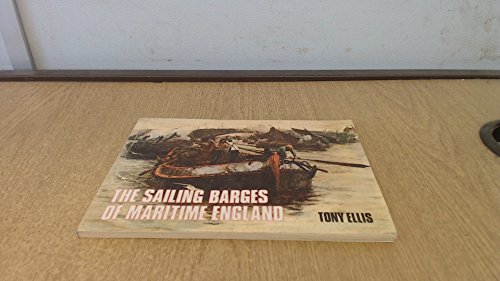 THE SAILING BARGES
OF MARITIME ENGLAND
TONY ELLIS